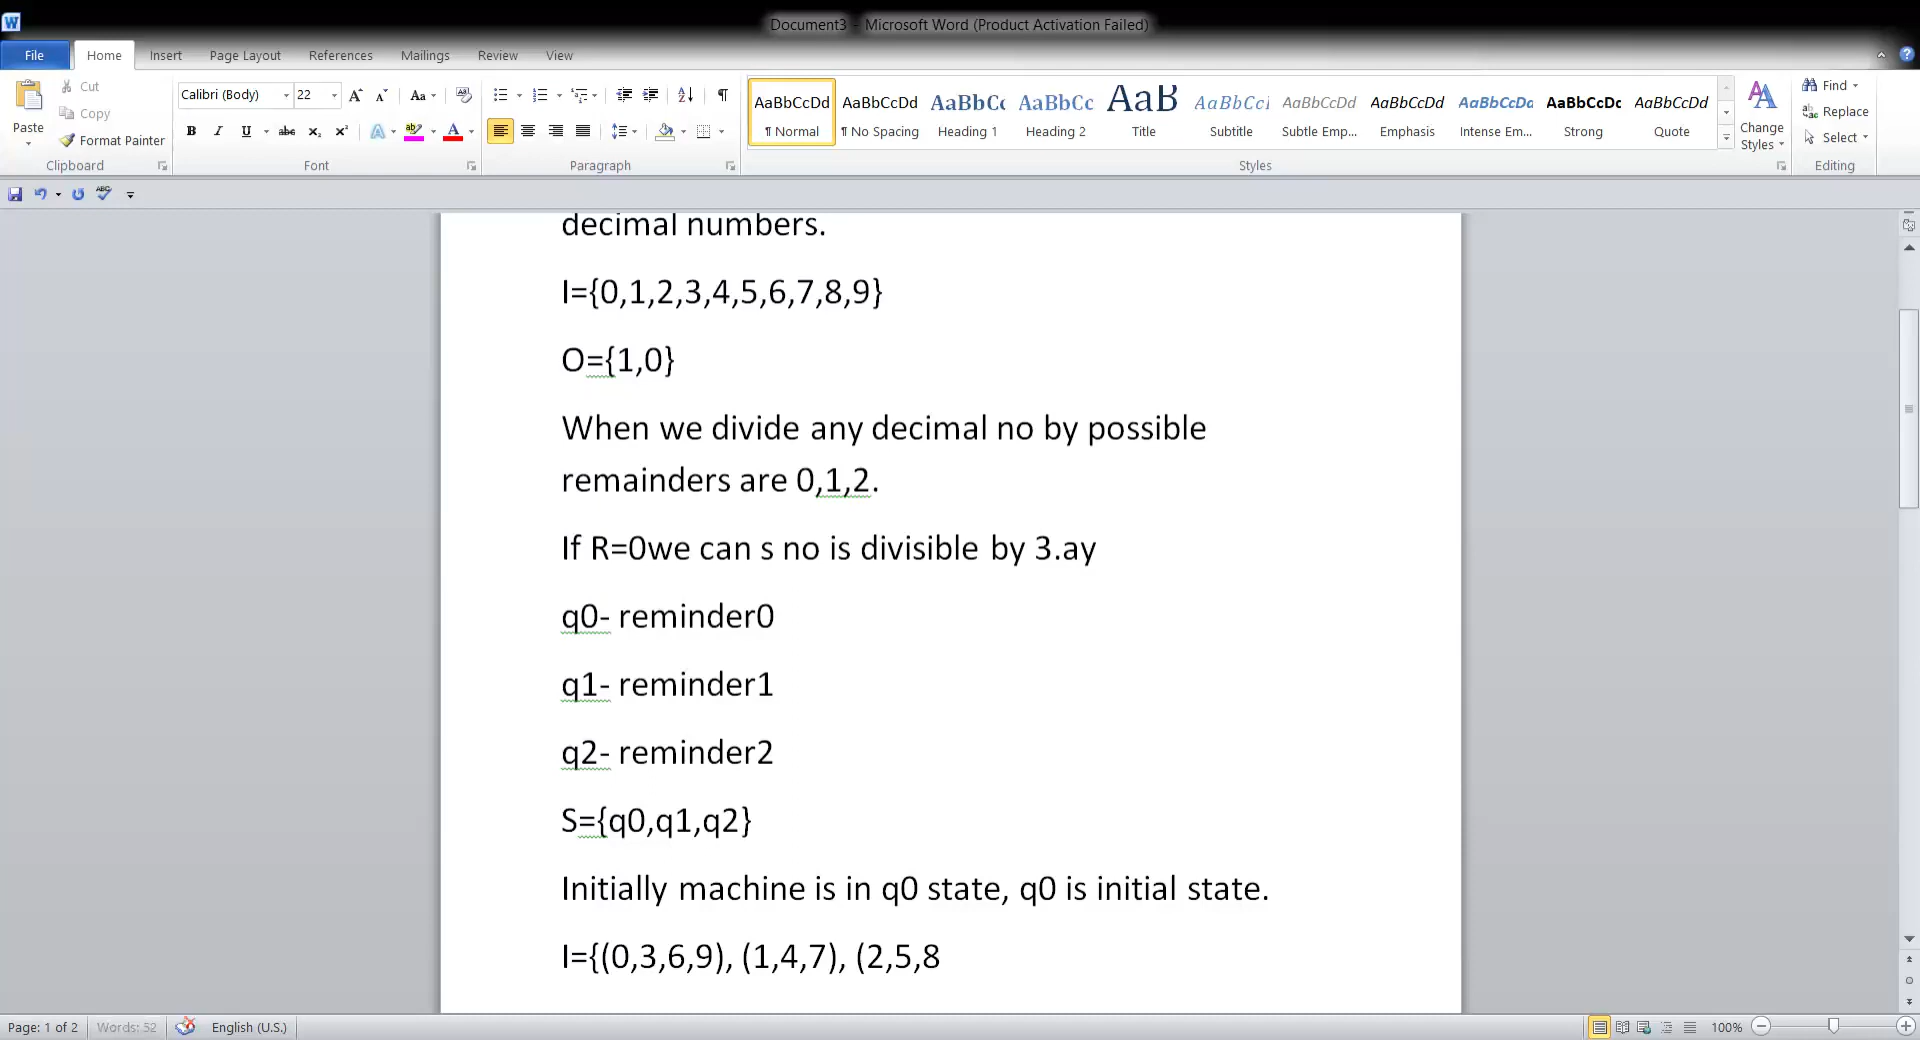 Document3 - Microsoft Word (Product Activation Failed)
File Home Insert Page Layout References Mailings Review View
Paste
Cut
Copy
Format Painter
Clipboard
Calibri (Body) 22
Font
Paragraph
AaBbCcDd AaBbCcDd AaBbCc AaBbCc AaB AaBbCcI AaBbCcDd AaBbCcDd AaBbCcDd AaBbCcDc AaBbCcDd
¶ Normal ¶ No Spacing Heading 1 Heading 2 Title Subtitle Subtle Emp... Emphasis Intense Em... Strong Quote
Styles
Change Styles
Find
Replace
Select
Editing
decimal numbers.
I={0,1,2,3,4,5,6,7,8,9}
O={1,0}
When we divide any decimal no by possible
remainders are 0,1,2.
If R=0we can s no is divisible by 3.ay
q0- reminder0
q1- reminder1
q2- reminder2
S={q0,q1,q2}
Initially machine is in q0 state, q0 is initial state.
I={(0,3,6,9), (1,4,7), (2,5,8
Page: 1 of 2 Words: 52 English (U.S.) 100%